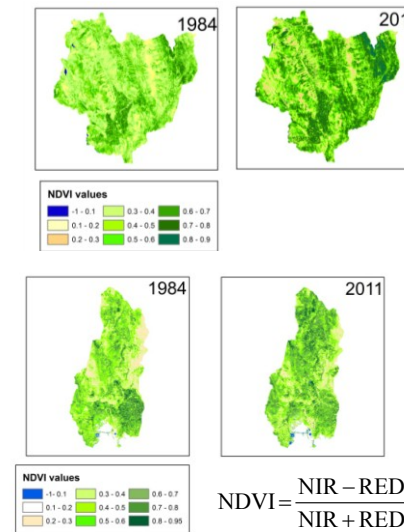 1984
201
NDVI values
-1 - 0.1 0.3 - 0.4 0.6 - 0.7
0.1 - 0.2 0.4 - 0.5 0.7 - 0.8
0.2 - 0.3 0.5 - 0.6 0.8 - 0.9
1984
2011
NDVI values
-1- 0.1 0.3 - 0.4 0.6 - 0.7
0.1 - 0.2 0.4 - 0.5 0.7 - 0.8
0.2 - 0.3 0.5 - 0.6 0.8 - 0.95
NDVI = NIR − RED
NIR + RED